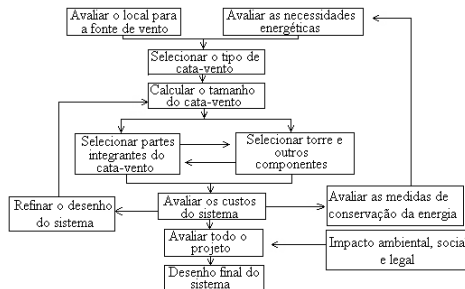 Avaliar o local para
a fonte de vento
Avaliar as necessidades
energéticas
Selecionar o tipo de
cata-vento
Calcular o tamanho
do cata-vento
Selecionar partes
integrantes do
cata-vento
Selecionar torre e
outros
componentes
Refinar o desenho
do sistema
Avaliar os custos
do sistema
Avaliar as medidas de
conservação da energia
Avaliar todo o
projeto
Impacto ambiental, socia
e legal
Desenho final do
sistema